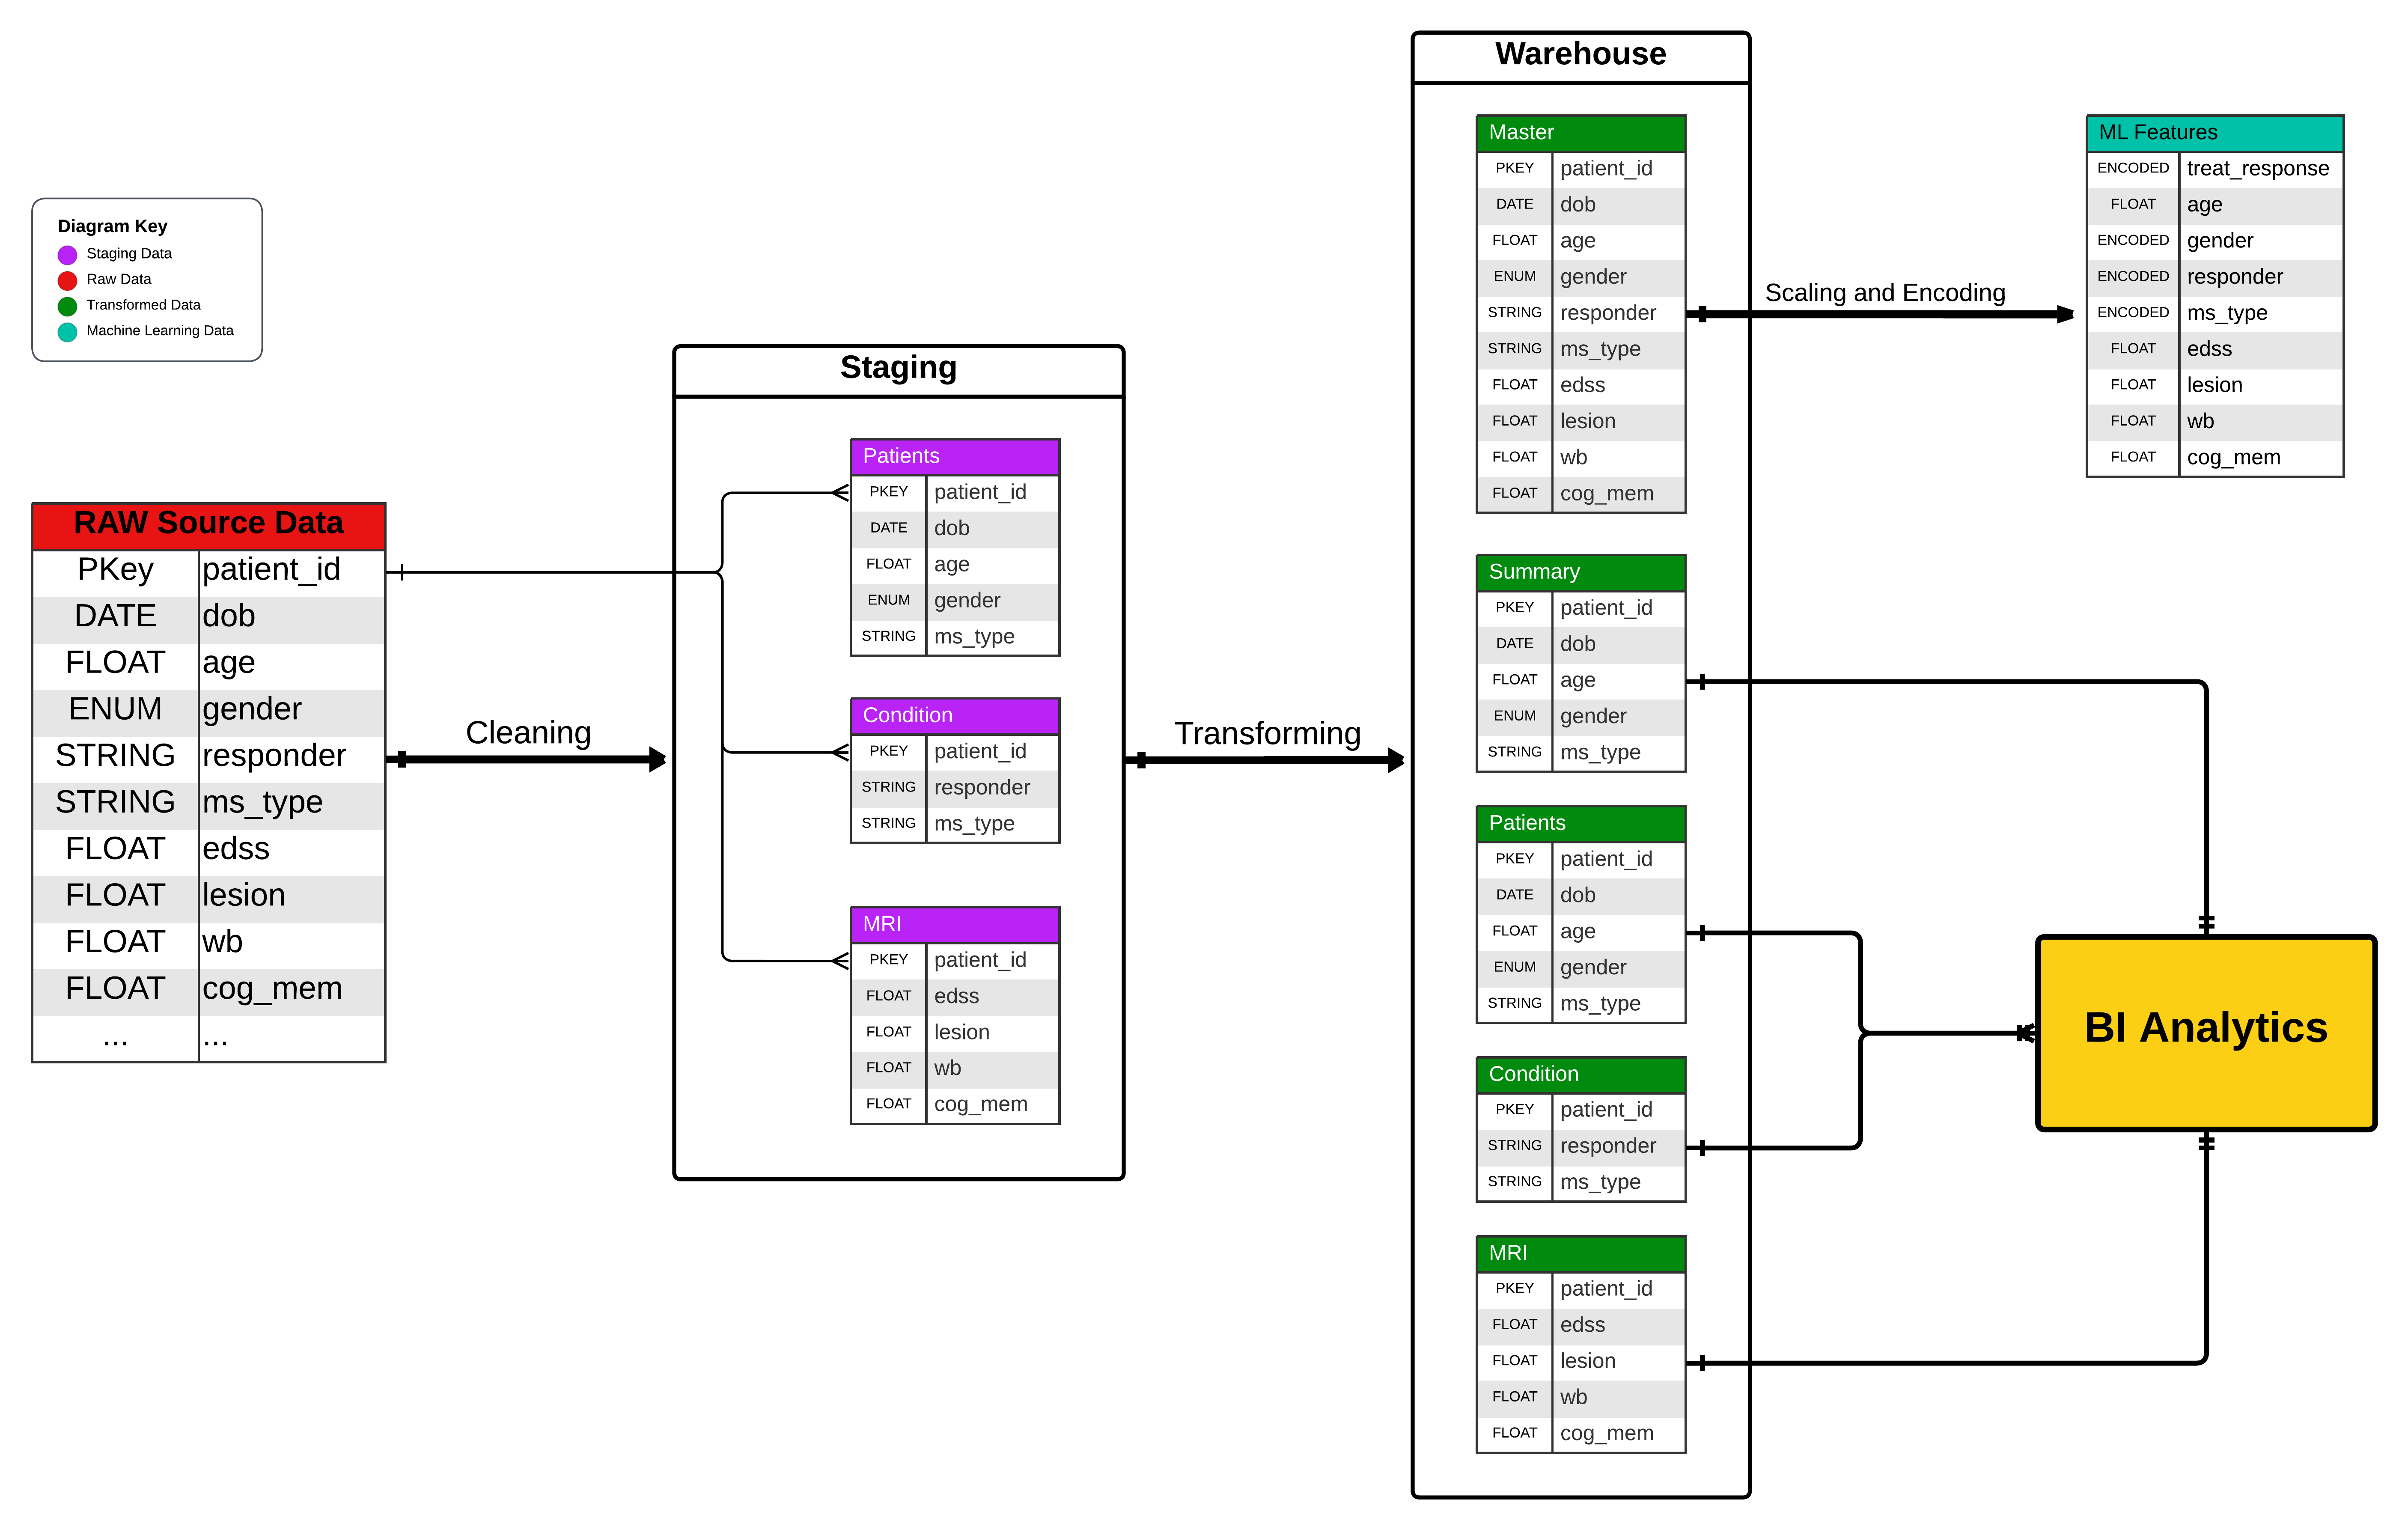 Diagram Key
Staging Data
Raw Data
Transformed Data
Machine Learning Data
RAW Source Data
PKey patient_id
DATE dob
FLOAT age
ENUM gender
STRING responder
STRING ms_type
FLOAT edss
FLOAT lesion
FLOAT wb
FLOAT cog_mem
... ...
Cleaning
Staging
Patients
PKEY patient_id
DATE dob
FLOAT age
ENUM gender
STRING ms_type
Condition
PKEY patient_id
STRING responder
STRING ms_type
MRI
PKEY patient_id
FLOAT edss
FLOAT lesion
FLOAT wb
FLOAT cog_mem
Transforming
Warehouse
Master
PKEY patient_id
DATE dob
FLOAT age
ENUM gender
STRING responder
STRING ms_type
FLOAT edss
FLOAT lesion
FLOAT wb
FLOAT cog_mem
Summary
PKEY patient_id
DATE dob
FLOAT age
ENUM gender
STRING ms_type
Patients
PKEY patient_id
DATE dob
FLOAT age
ENUM gender
STRING ms_type
Condition
PKEY patient_id
STRING responder
STRING ms_type
MRI
PKEY patient_id
FLOAT edss
FLOAT lesion
FLOAT wb
FLOAT cog_mem
Scaling and Encoding
ML Features
ENCODED treat_response
FLOAT age
ENCODED gender
ENCODED responder
ENCODED ms_type
FLOAT edss
FLOAT lesion
FLOAT wb
FLOAT cog_mem
BI Analytics